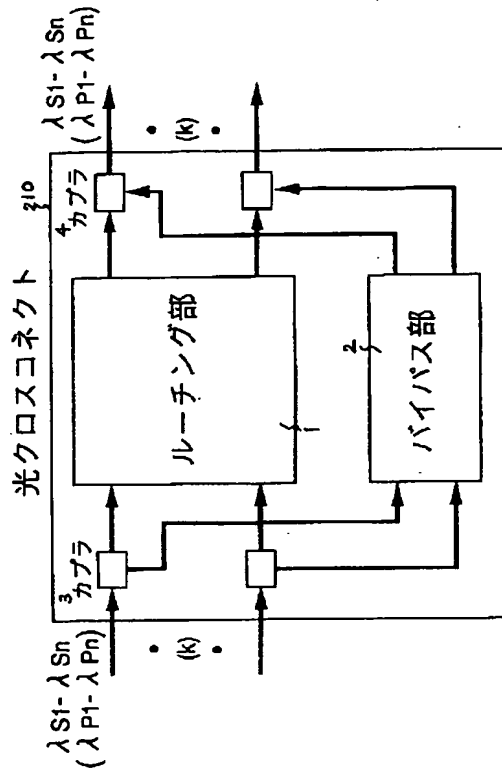 光クロスコネクト
210
λS1-λSn
(λP1-λPn)
(k)
3
カプラ
ルーチング部
1
4
カプラ
λS1-λSn
(λP1-λPn)
(k)
2
バイパス部